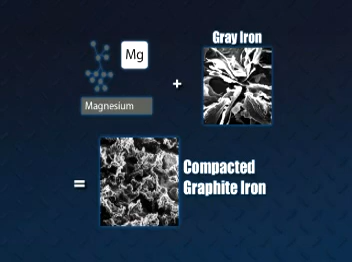 Gray Iron
Mg
+
Magnesium
=
Compacted
Graphite Iron